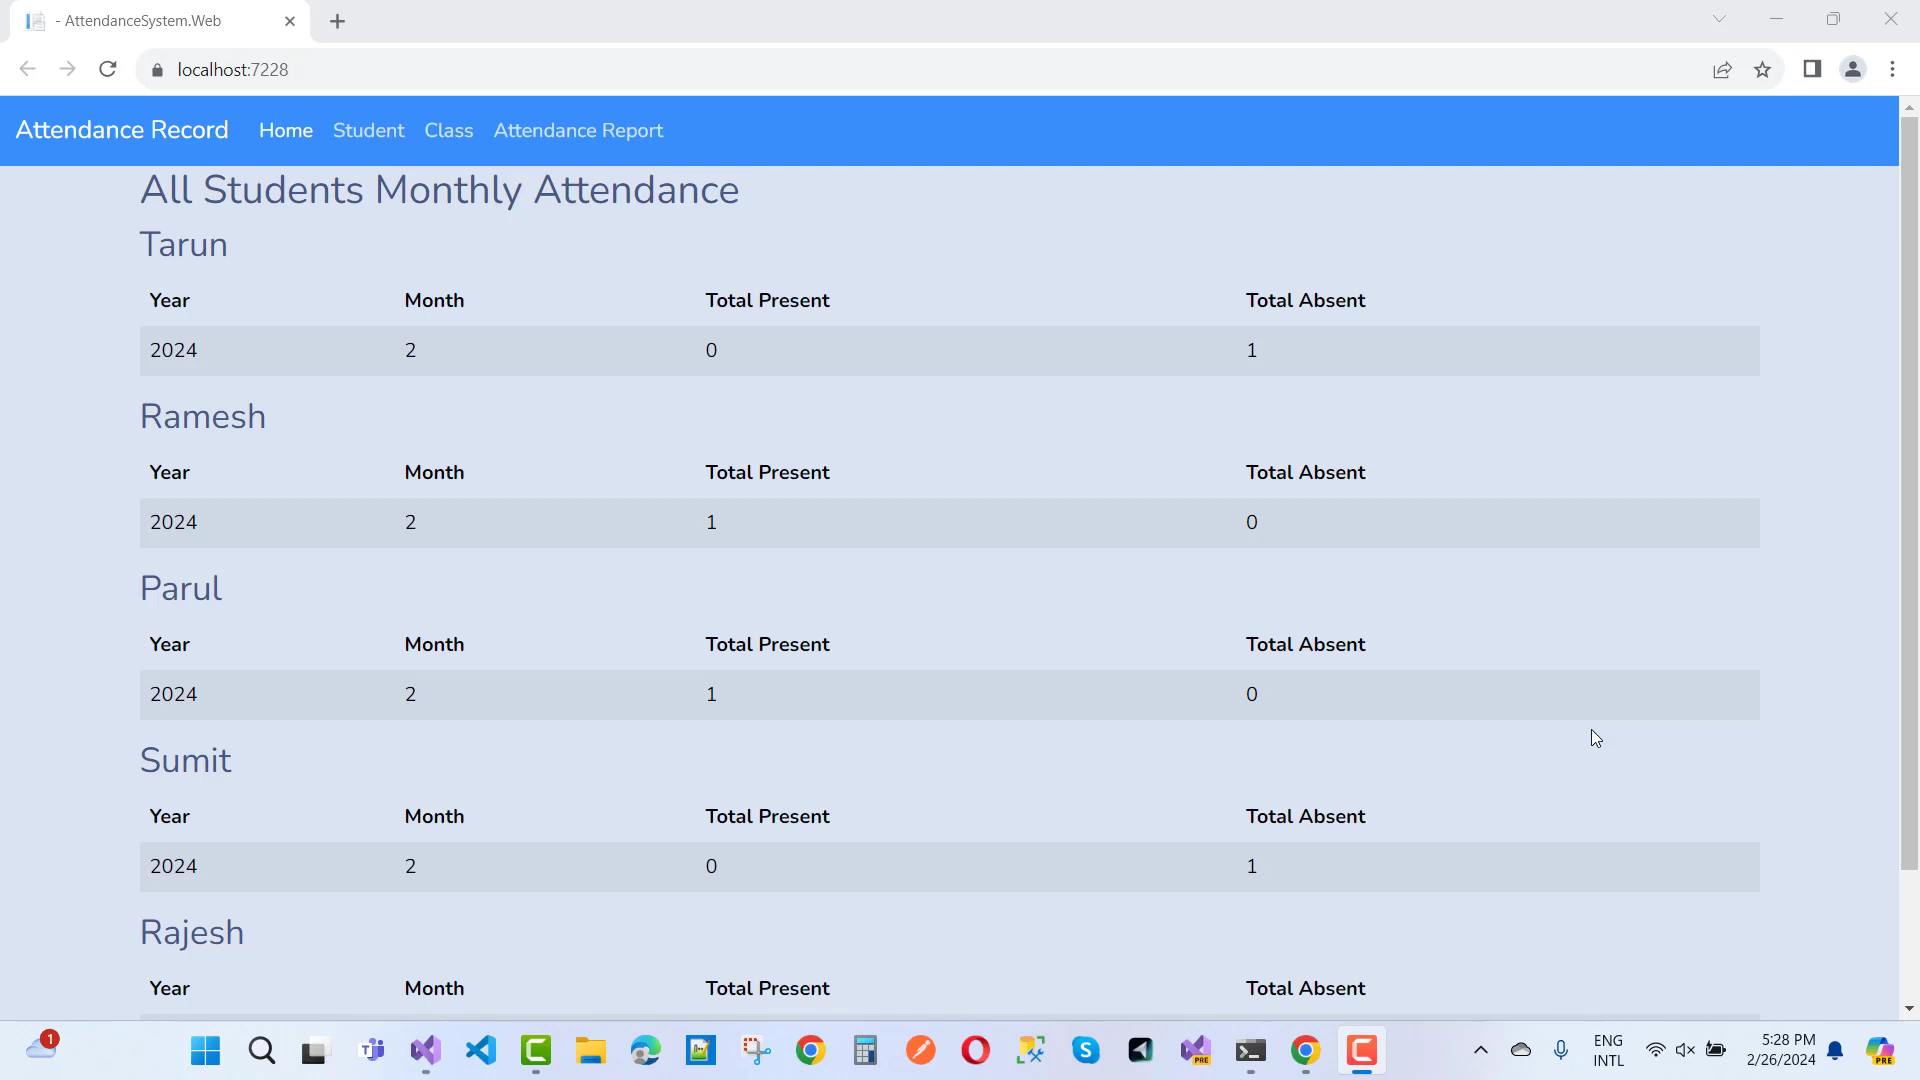 - AttendanceSystem.Web
localhost:7228
Attendance Record Home Student Class Attendance Report
All Students Monthly Attendance
Tarun
Year Month Total Present Total Absent
2024 2 0 1
Ramesh
Year Month Total Present Total Absent
2024 2 1 0
Parul
Year Month Total Present Total Absent
2024 2 1 0
Sumit
Year Month Total Present Total Absent
2024 2 0 1
Rajesh
Year Month Total Present Total Absent
1
PRE
ENG
INTL
5:28 PM
2/26/2024
PRE